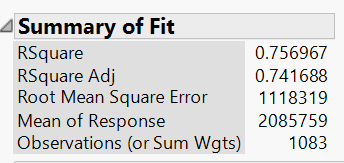 Summary of Fit
RSquare 0.756967
RSquare Adj 0.741688
Root Mean Square Error 1118319
Mean of Response 2085759
Observations (or Sum Wgts) 1083